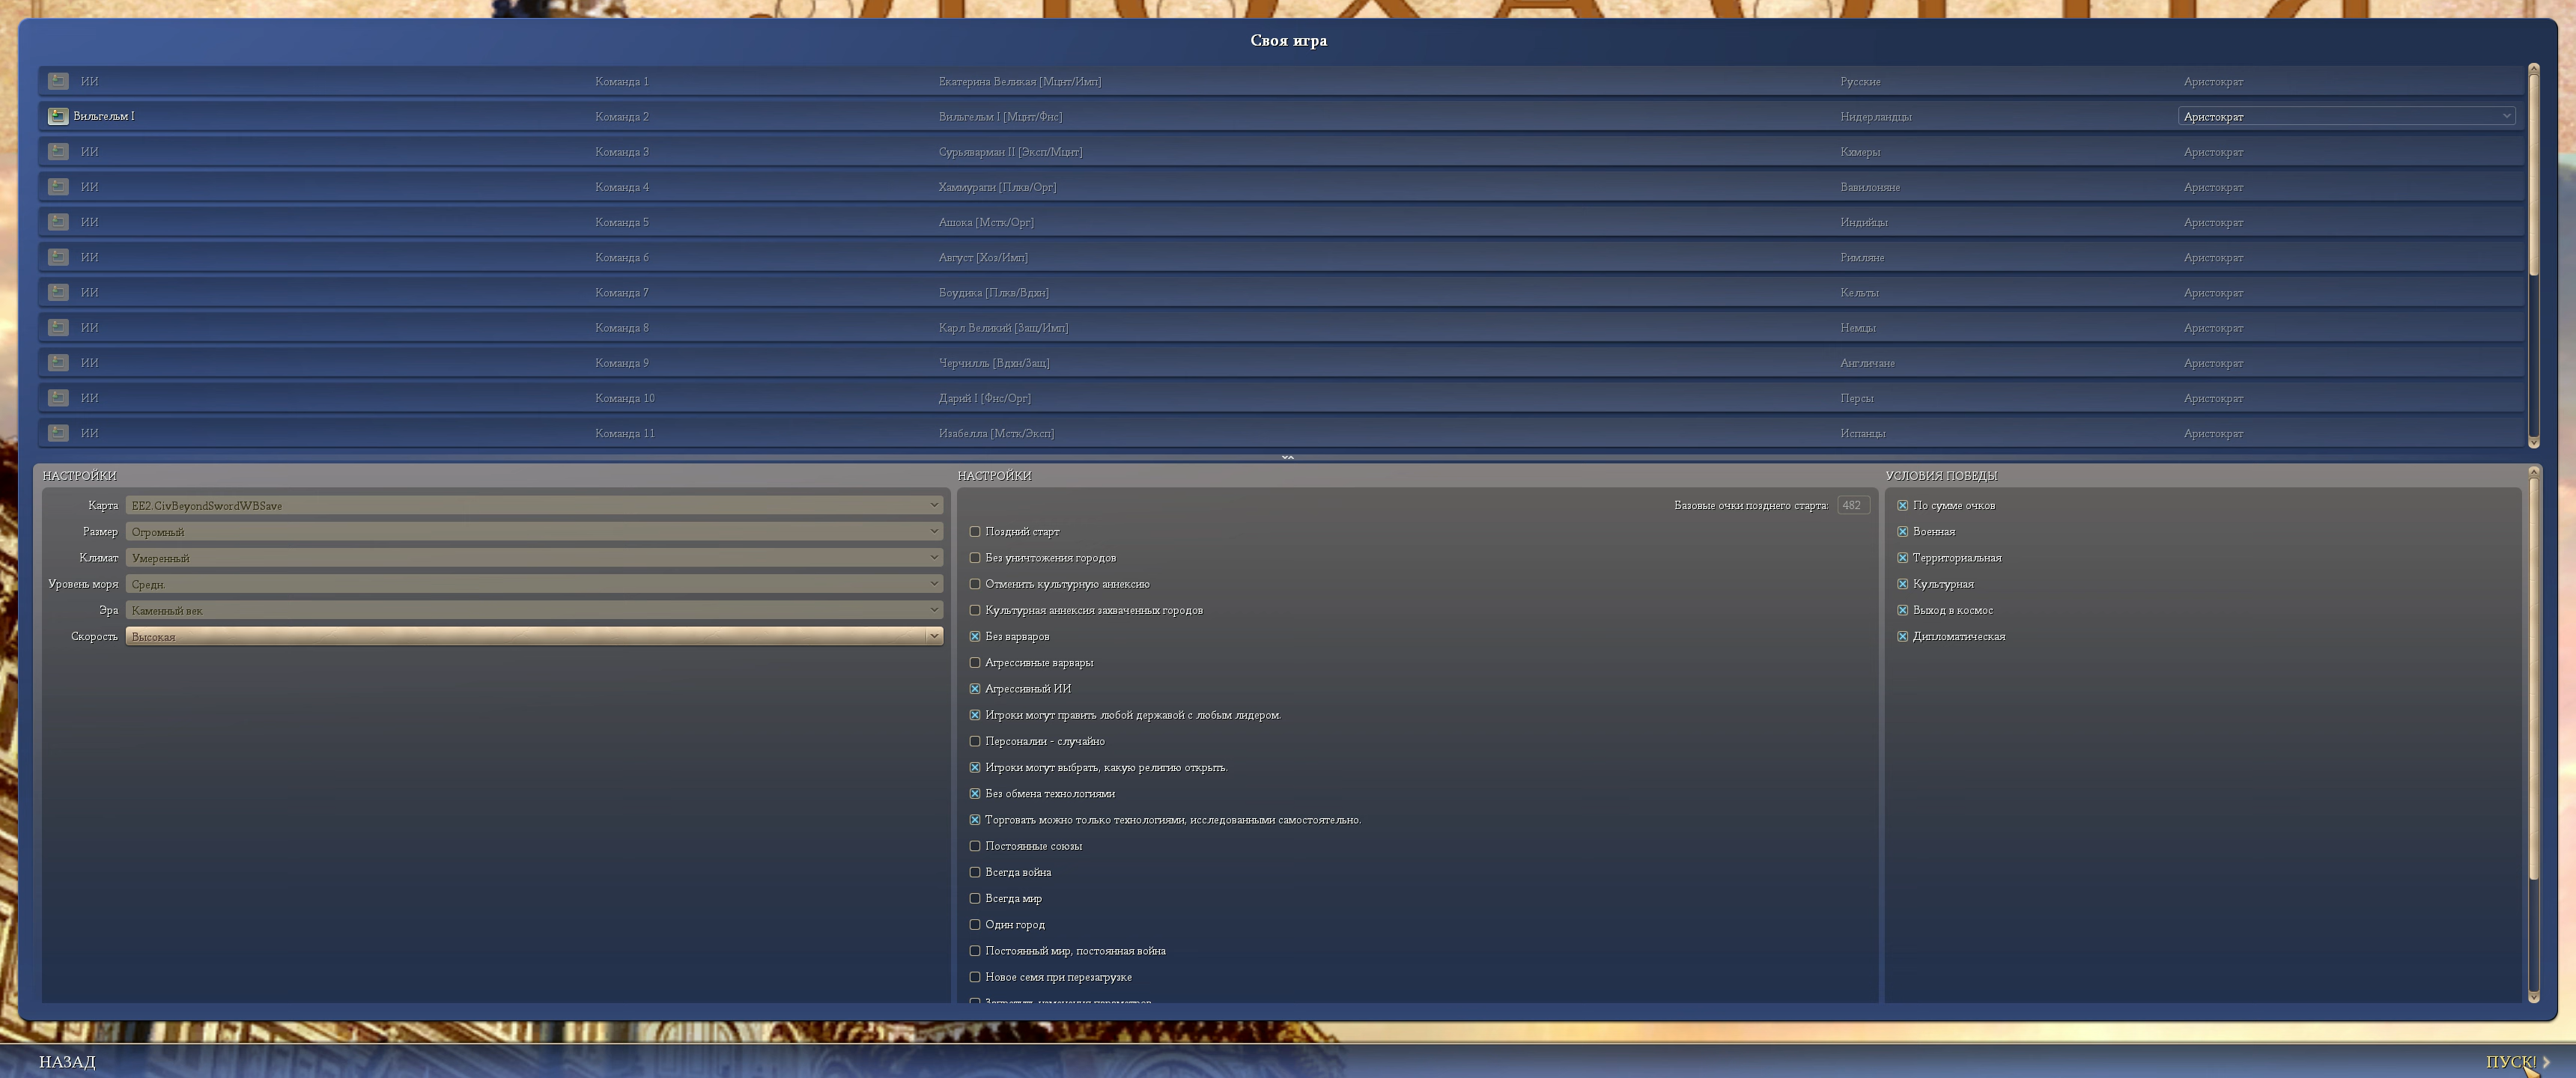 Своя игра
ИИ Команда 1 Екатерина Великая [Мцнт/Имп] Русские Аристократ
Вильгельм I Команда 2 Вильгельм I [Мцнт/Фнс] Нидерландцы Аристократ
ИИ Команда 3 Сурьяварман II [Эксп/Мцнт] Кхмеры Аристократ
ИИ Команда 4 Хаммурапи [Плкв/Орг] Вавилоняне Аристократ
ИИ Команда 5 Ашока [Мстк/Орг] Индийцы Аристократ
ИИ Команда 6 Август [Хоз/Имп] Римляне Аристократ
ИИ Команда 7 Боудика [Плкв/Вдхн] Кельты Аристократ
ИИ Команда 8 Карл Великий [Защ/Имп] Немцы Аристократ
ИИ Команда 9 Черчилль [Вдхн/Защ] Англичане Аристократ
ИИ Команда 10 Дарий I [Фнс/Орг] Персы Аристократ
ИИ Команда 11 Изабелла [Мстк/Эксп] Испанцы Аристократ
НАСТРОЙКИ
Карта EE2.CivBeyondSwordWBSave
Размер Огромный
Климат Умеренный
Уровень моря Средн.
Эра Каменный век
Скорость Высокая
НАСТРОЙКИ
Базовые очки позднего старта: 482
Поздний старт
Без уничтожения городов
Отменить культурную аннексию
Культурная аннексия захваченных городов
Без варваров
Агрессивные варвары
Агрессивный ИИ
Игроки могут править любой державой с любым лидером.
Персоналии - случайно
Игроки могут выбрать, какую религию открыть.
Без обмена технологиями
Торговать можно только технологиями, исследованными самостоятельно.
Постоянные союзы
Всегда война
Всегда мир
Один город
Постоянный мир, постоянная война
Новое семя при перезагрузке
УСЛОВИЯ ПОБЕДЫ
По сумме очков
Военная
Территориальная
Культурная
Выход в космос
Дипломатическая
НАЗАД
ПУСК!